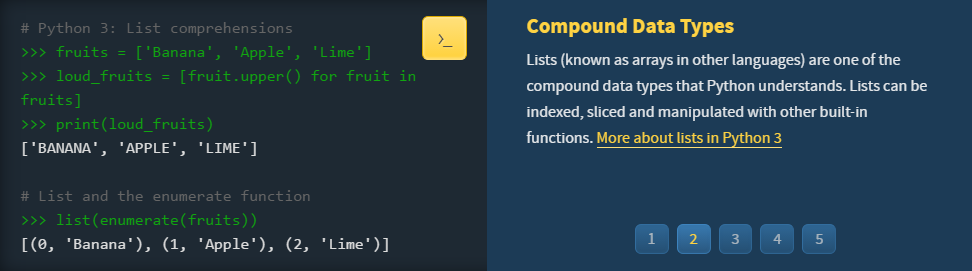 # Python 3: List comprehensions
>>> fruits = ['Banana', 'Apple', 'Lime']
>>> loud_fruits = [fruit.upper() for fruit in
fruits]
>>> print(loud_fruits)
['BANANA', 'APPLE', 'LIME']
# List and the enumerate function
>>> list(enumerate(fruits))
[(0, 'Banana'), (1, 'Apple'), (2, 'Lime')]
>_
Compound Data Types
Lists (known as arrays in other languages) are one of the
compound data types that Python understands. Lists can be
indexed, sliced and manipulated with other built-in
functions. More about lists in Python 3
1 2 3 4 5